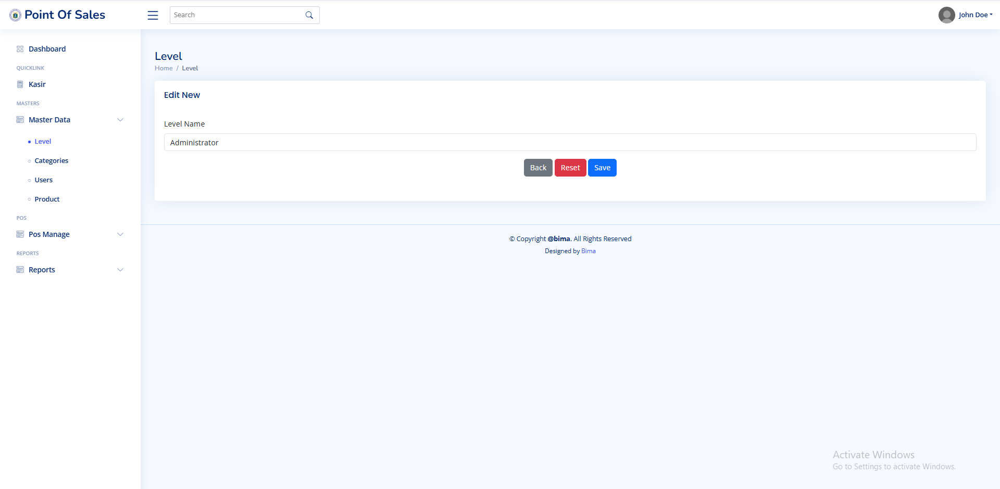 Point Of Sales
Search
John Doe
Dashboard
QUICKLINK
Kasir
MASTERS
Master Data
Level
Categories
Users
Product
POS
Pos Manage
REPORTS
Reports
Level
Home / Level
Edit New
Level Name
Administrator
Back Reset Save
© Copyright @bima. All Rights Reserved
Designed by Bima
Activate Windows
Go to Settings to activate Windows.